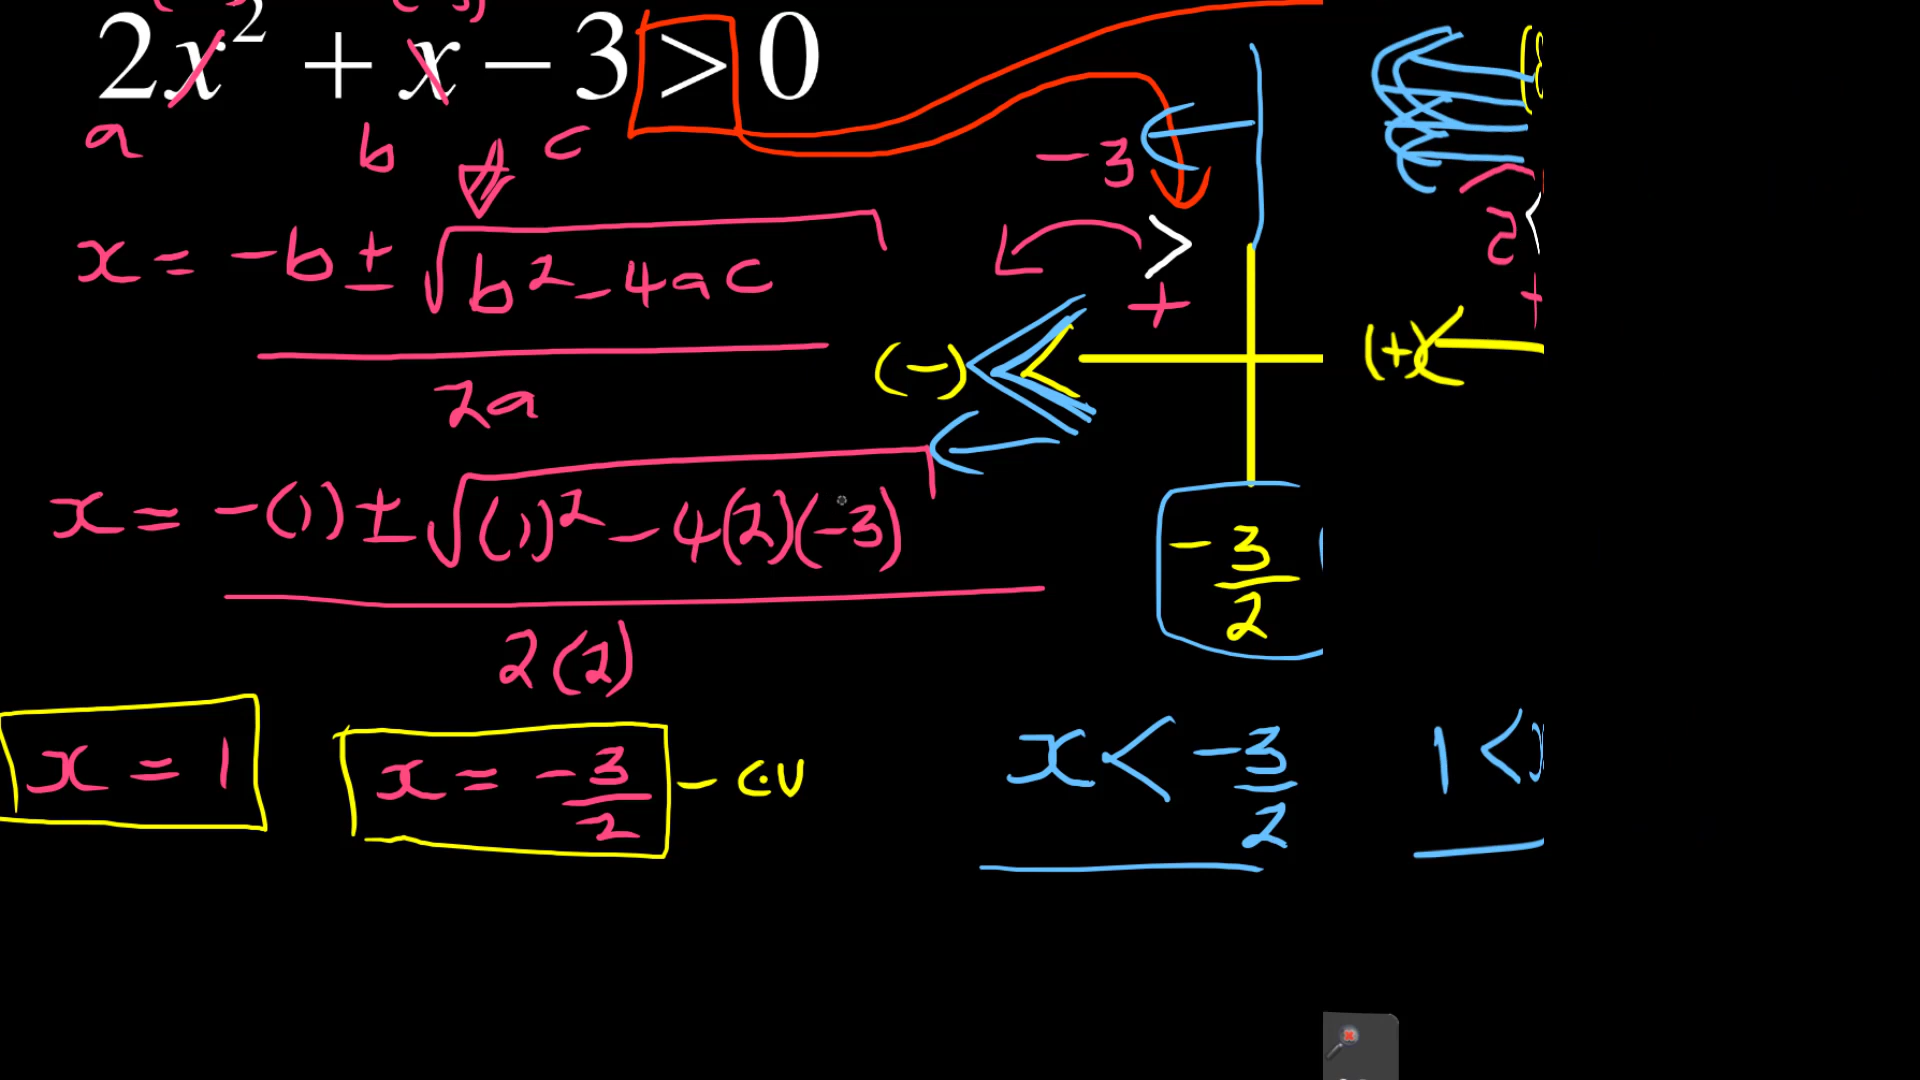 2x² + x - 3 > 0
a b c
- 3
x = -b ± √b² - 4ac
2a
>
+
2
(-)
(+)
x = -(1) ± √(1)² - 4(2)(-3)
2(2)
- 3
2
x = 1
x = - 3/2 - C.V
x < - 3/2
1 <